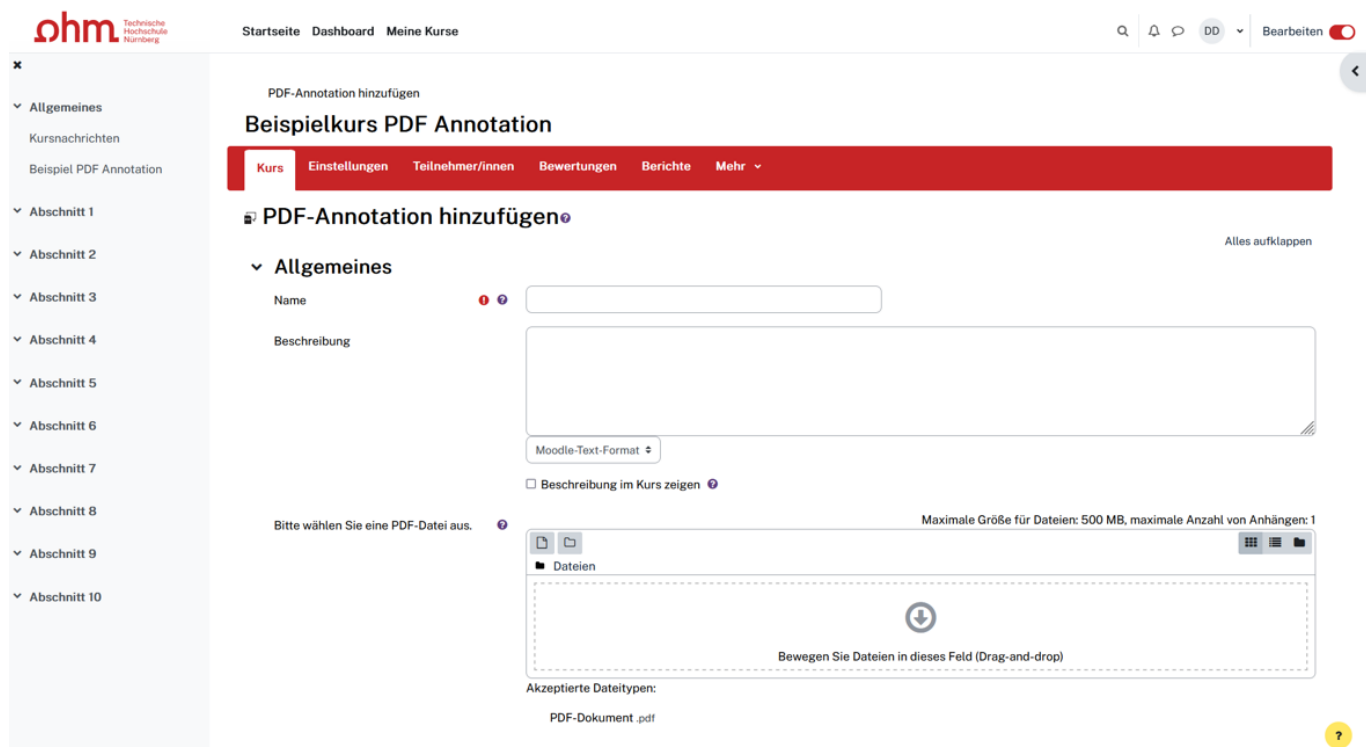 ohm Technische Hochschule Nürnberg
Startseite Dashboard Meine Kurse
DD
Bearbeiten
Allgemeines
Kursnachrichten
Beispiel PDF Annotation
Abschnitt 1
Abschnitt 2
Abschnitt 3
Abschnitt 4
Abschnitt 5
Abschnitt 6
Abschnitt 7
Abschnitt 8
Abschnitt 9
Abschnitt 10
PDF-Annotation hinzufügen
Beispielkurs PDF Annotation
Kurs Einstellungen Teilnehmer/innen Bewertungen Berichte Mehr
PDF-Annotation hinzufügen
Alles aufklappen
Allgemeines
Name
Beschreibung
Moodle-Text-Format
Beschreibung im Kurs zeigen
Bitte wählen Sie eine PDF-Datei aus.
Maximale Größe für Dateien: 500 MB, maximale Anzahl von Anhängen: 1
Dateien
Bewegen Sie Dateien in dieses Feld (Drag-and-drop)
Akzeptierte Dateitypen:
PDF-Dokument .pdf
?